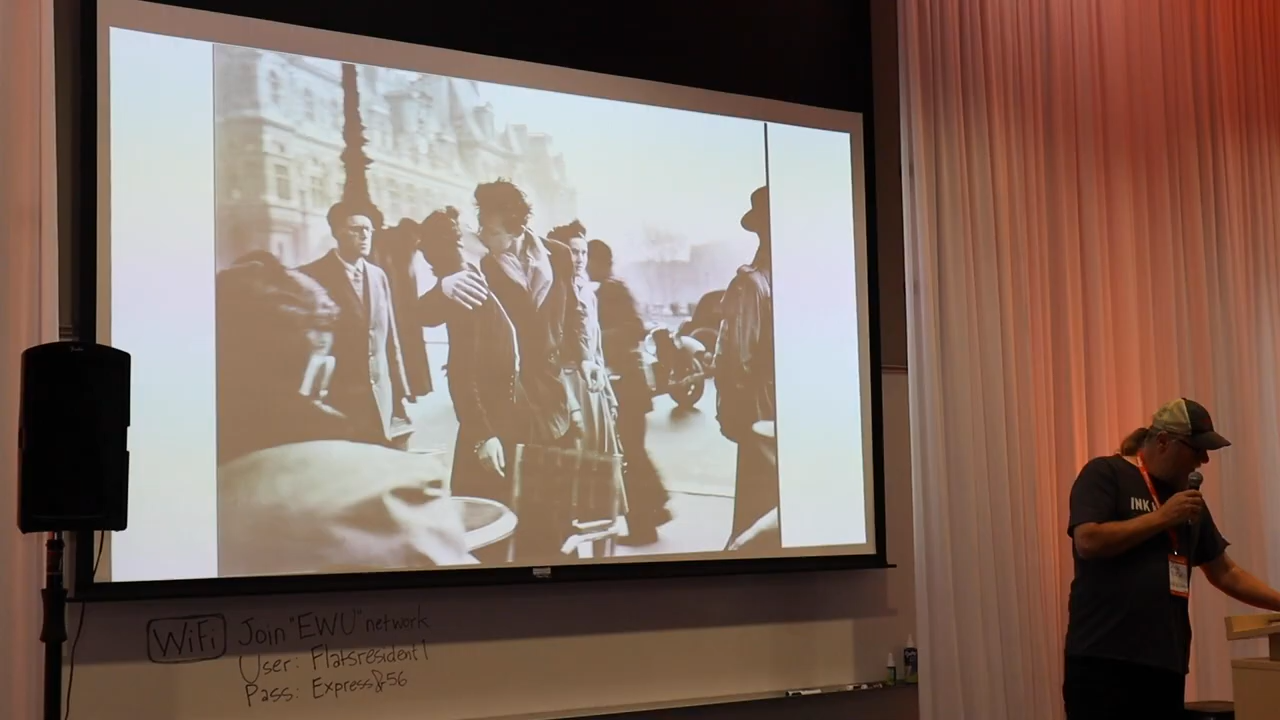 WiFi Join "EWU" network
User: Flatsresident1
Pass: Express&56
INK